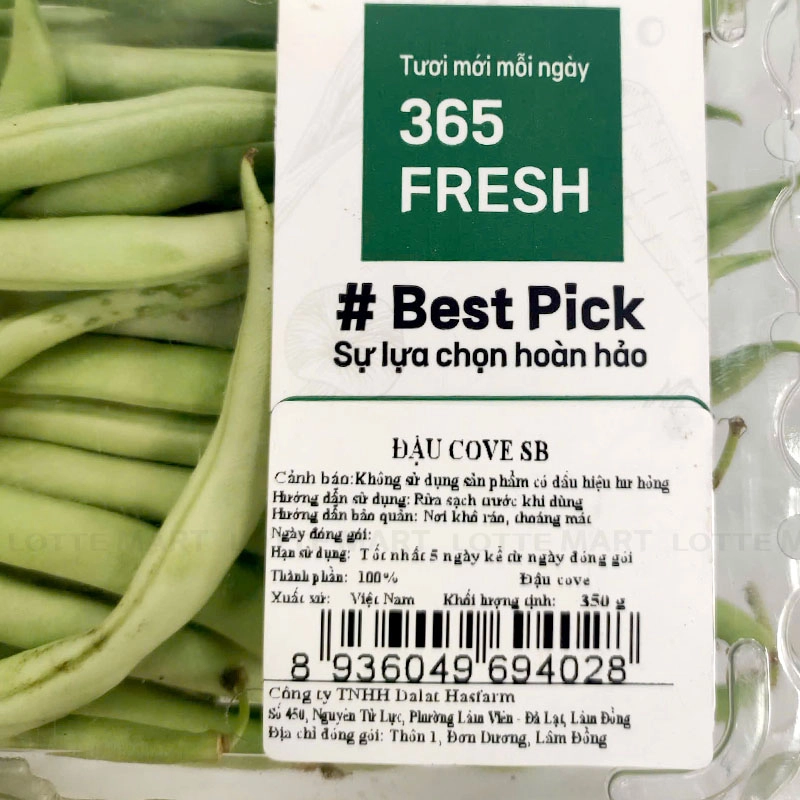 Tươi mới mỗi ngày
365
FRESH
# Best Pick
Sự lựa chọn hoàn hảo
ĐẬU COVE SB
Cảnh báo:Không sử dụng sản phẩm có dấu hiệu hư hỏng
Hướng dẫn sử dụng: Rửa sạch trước khi dùng
Hướng dẫn bảo quản: Nơi khô ráo, thoáng mát
Ngày đóng gói:
LOTTE MART LOTTE MART LOTTE
Hạn sử dụng: Tốt nhất 5 ngày kể từ ngày đóng gói
Thành phần: 100% Đậu cove
Xuất xứ: Việt Nam Khối lượng tịnh: 350 g
8 936049 694028
Công ty TNHH Dalat Hasfarm
Số 450, Nguyên Tử Lực, Phường Lâm Viên - Đà Lạt, Lâm Đồng
Địa chỉ đóng gói: Thôn 1, Đơn Dương, Lâm Đồng